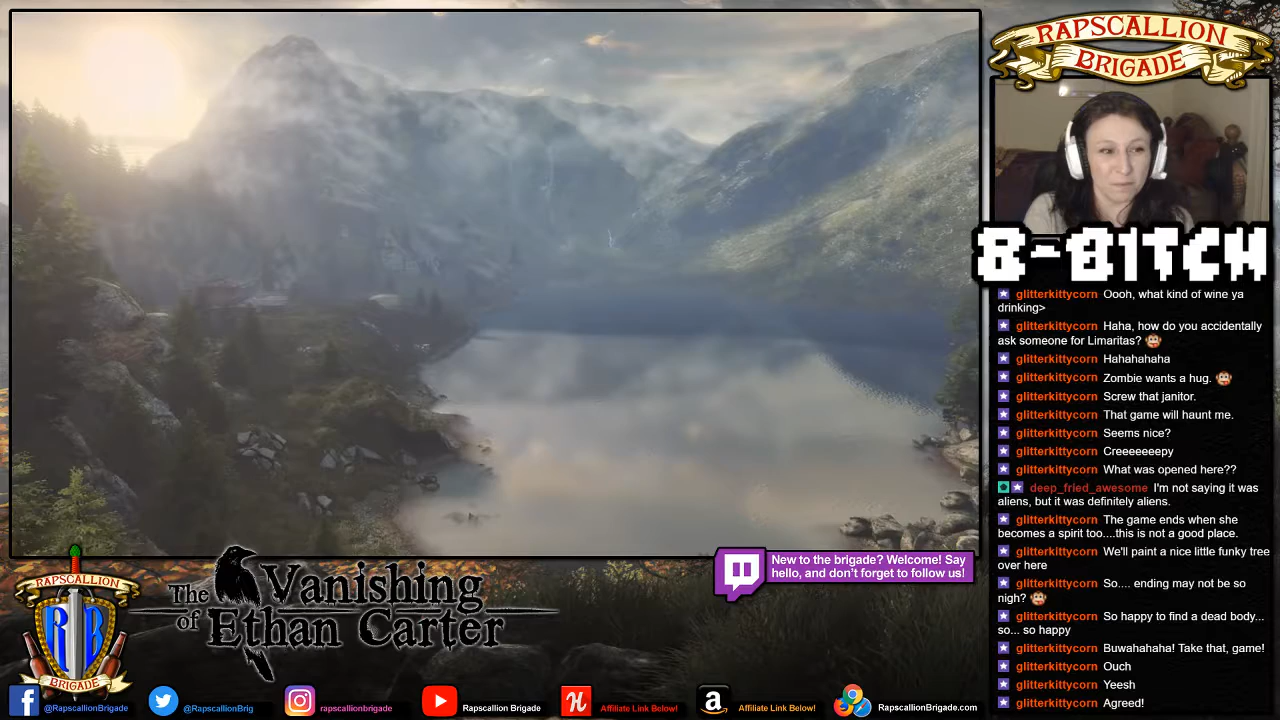 RAPSCALLION
BRIGADE
8-BITCH
glitterkittycorn Oooh, what kind of wine ya
drinking>
glitterkittycorn Haha, how do you accidentally
ask someone for Limaritas?
glitterkittycorn Hahahahaha
glitterkittycorn Zombie wants a hug.
glitterkittycorn Screw that janitor.
glitterkittycorn That game will haunt me.
glitterkittycorn Seems nice?
glitterkittycorn Creeeeeeepy
glitterkittycorn What was opened here??
deep_fried_awesome I'm not saying it was
aliens, but it was definitely aliens.
glitterkittycorn The game ends when she
becomes a spirit too....this is not a good place.
glitterkittycorn We'll paint a nice little funky tree
over here
glitterkittycorn So.... ending may not be so
nigh?
glitterkittycorn So happy to find a dead body...
so... so happy
glitterkittycorn Buwahahaha! Take that, game!
glitterkittycorn Ouch
glitterkittycorn Yeesh
glitterkittycorn Agreed!
New to the brigade? Welcome! Say
hello, and don't forget to follow us!
RAPSCALLION
RB
BRIGADE
The Vanishing
of Ethan Carter
@RapscallionBrigade
@RapscallionBrig
rapscallionbrigade
Rapscallion Brigade
Affiliate Link Below!
Affiliate Link Below!
RapscallionBrigade.com